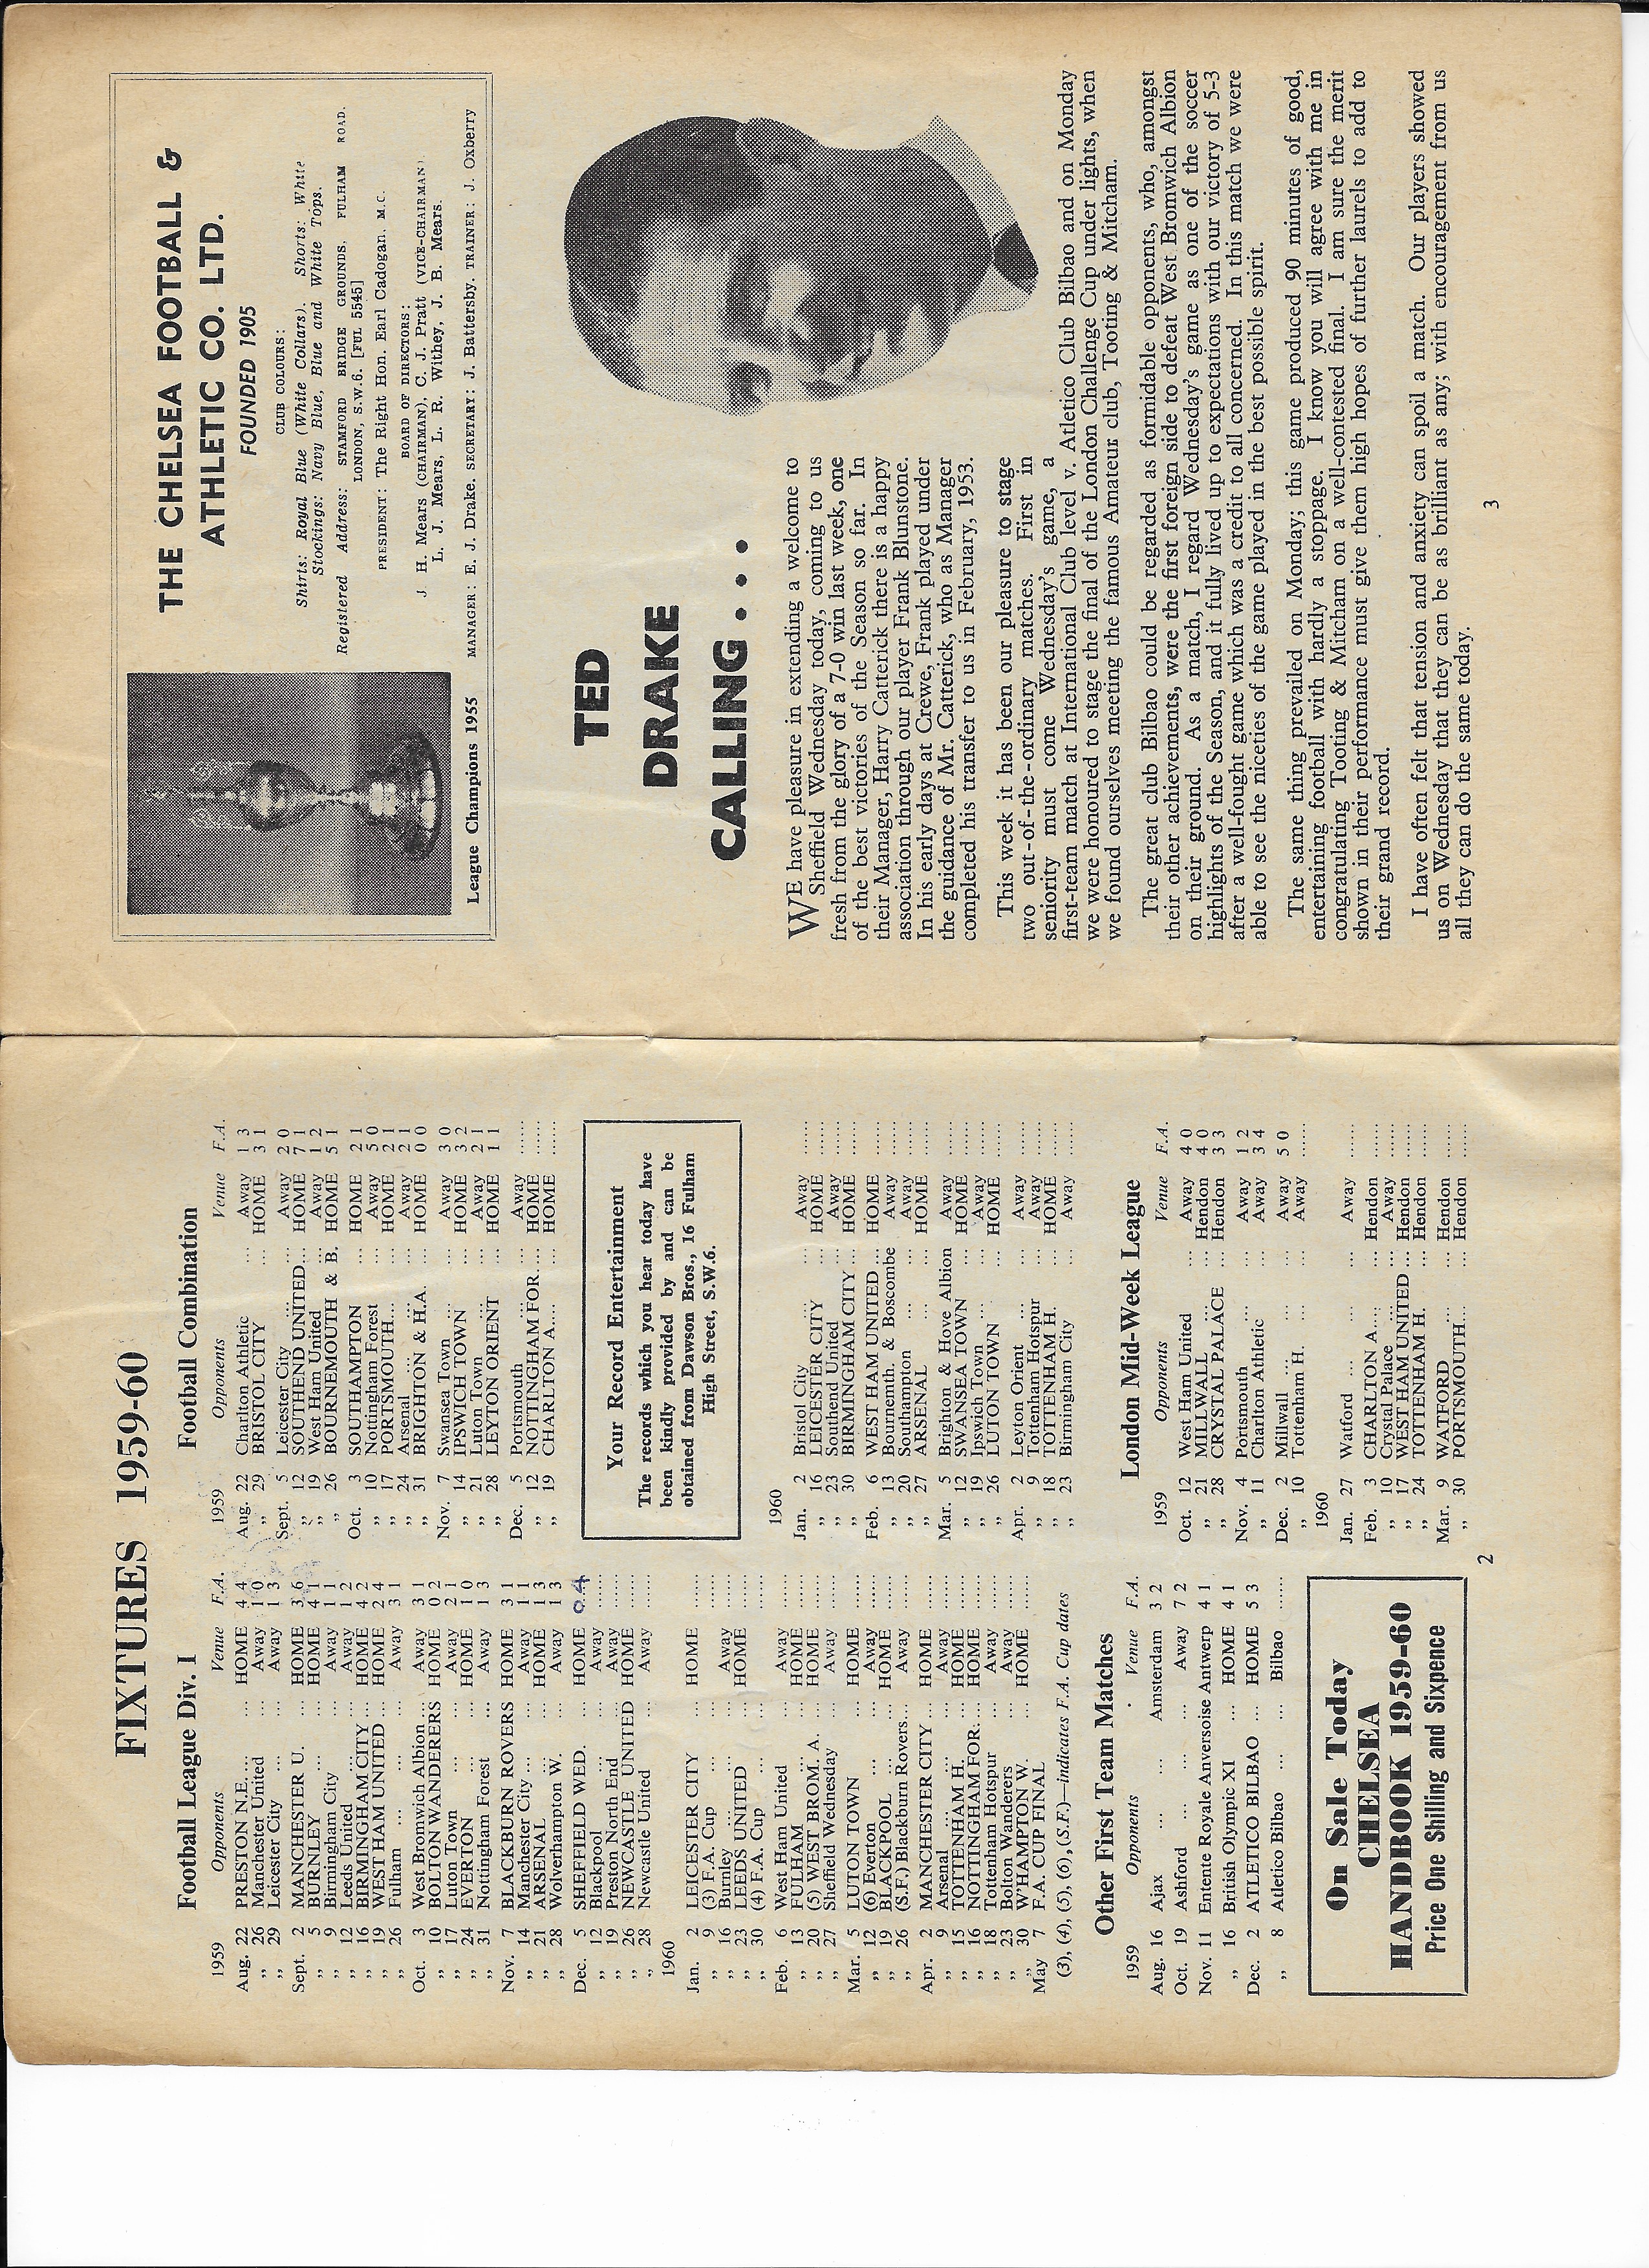 FIXTURES 1959-60
Football League Div. I
1959 Opponents Venue F.A.
Aug. 22 PRESTON N.E.... ... HOME 4 4
„ 26 Manchester United ... Away 1 0
„ 29 Leicester City ... ... Away 1 3
Sept. 2 MANCHESTER U. ... HOME 3 6
„ 5 BURNLEY ... ... HOME 4 1
„ 9 Birmingham City ... Away 1 1
„ 12 Leeds United ... ... Away 1 2
„ 16 BIRMINGHAM CITY ... HOME 4 2
„ 19 WEST HAM UNITED ... HOME 2 4
„ 26 Fulham ... ... ... Away 3 1
Oct. 3 West Bromwich Albion ... Away 3 1
„ 10 BOLTON WANDERERS HOME 0 2
„ 17 Luton Town ... ... Away 2 1
„ 24 EVERTON ... ... HOME 1 0
„ 31 Nottingham Forest ... Away 1 3
Nov. 7 BLACKBURN ROVERS HOME 3 1
„ 14 Manchester City ... ... Away 1 1
„ 21 ARSENAL ... ... HOME 1 3
„ 28 Wolverhampton W. ... Away 1 3
Dec. 5 SHEFFIELD WED. ... HOME 0 4
„ 12 Blackpool ... ... Away ......
„ 19 Preston North End ... Away ......
„ 26 NEWCASTLE UNITED HOME ......
„ 28 Newcastle United ... Away ......
1960
Jan. 2 LEICESTER CITY ... HOME ......
„ 9 (3) F.A. Cup ... ... ......
„ 16 Burnley ... ... Away ......
„ 23 LEEDS UNITED ... HOME ......
„ 30 (4) F.A. Cup ... ... ......
Feb. 6 West Ham United ... Away ......
„ 13 FULHAM ... ... HOME ......
„ 20 (5) WEST BROM. A. ... HOME ......
„ 27 Sheffield Wednesday ... Away ......
Mar. 5 LUTON TOWN ... HOME ......
„ 12 (6) Everton ... ... Away ......
„ 19 BLACKPOOL ... HOME ......
„ 26 (S.F.) Blackburn Rovers... Away ......
Apr. 2 MANCHESTER CITY ... HOME ......
„ 9 Arsenal ... ... Away ......
„ 15 TOTTENHAM H. ... HOME ......
„ 16 NOTTINGHAM FOR. ... HOME ......
„ 18 Tottenham Hotspur ... Away ......
„ 23 Bolton Wanderers ... Away ......
„ 30 W'HAMPTON W. ... HOME ......
May 7 F.A. CUP FINAL
(3), (4), (5), (6), (S.F.)—indicates F.A. Cup dates
Other First Team Matches
1959 Opponents Venue F.A.
Aug. 16 Ajax ... ... Amsterdam 3 2
Oct. 19 Ashford ... ... Away 7 2
Nov. 11 Entente Royale Anversoise Antwerp 4 1
„ 16 British Olympic XI ... HOME 4 1
Dec. 2 ATLETICO BILBAO ... HOME 5 3
„ 8 Atletico Bilbao ... ... Bilbao ......
On Sale Today
CHELSEA
HANDBOOK 1959-60
Price One Shilling and Sixpence
Football Combination
1959 Opponents Venue F.A.
Aug. 22 Charlton Athletic ... Away 1 3
„ 29 BRISTOL CITY ... HOME 3 1
Sept. 5 Leicester City ... ... Away 2 0
„ 12 SOUTHEND UNITED... HOME 7 1
„ 19 West Ham United ... Away 1 2
„ 26 BOURNEMOUTH & B. HOME 5 1
Oct. 3 SOUTHAMPTON ... HOME 2 1
„ 10 Nottingham Forest ... Away 5 0
„ 17 PORTSMOUTH... ... HOME 2 1
„ 24 Arsenal ... ... Away 2 1
„ 31 BRIGHTON & H.A. ... HOME 0 0
Nov. 7 Swansea Town ... ... Away 3 0
„ 14 IPSWICH TOWN ... HOME 3 2
„ 21 Luton Town ... ... Away 2 1
„ 28 LEYTON ORIENT ... HOME 1 1
Dec. 5 Portsmouth ... ... Away ......
„ 12 NOTTINGHAM FOR. ... HOME ......
„ 19 CHARLTON A.... ... HOME ......
Your Record Entertainment
The records which you hear today have
been kindly provided by and can be
obtained from Dawson Bros., 16 Fulham
High Street, S.W.6.
1960
Jan. 2 Bristol City ... ... Away ......
„ 16 LEICESTER CITY ... HOME ......
„ 23 Southend United ... Away ......
„ 30 BIRMINGHAM CITY ... HOME ......
Feb. 6 WEST HAM UNITED ... HOME ......
„ 13 Bournemth. & Boscombe Away ......
„ 20 Southampton ... ... Away ......
„ 27 ARSENAL ... ... HOME ......
Mar. 5 Brighton & Hove Albion Away ......
„ 12 SWANSEA TOWN ... HOME ......
„ 19 Ipswich Town ... ... Away ......
„ 26 LUTON TOWN ... HOME ......
Apr. 2 Leyton Orient ... ... Away ......
„ 9 Tottenham Hotspur ... Away ......
„ 18 TOTTENHAM H. ... HOME ......
„ 23 Birmingham City ... Away ......
London Mid-Week League
1959 Opponents Venue F.A.
Oct. 12 West Ham United ... Away 4 0
„ 21 MILLWALL ... ... Hendon 4 0
„ 28 CRYSTAL PALACE ... Hendon 3 3
Nov. 4 Portsmouth ... ... Away 1 2
„ 11 Charlton Athletic ... Away 3 4
Dec. 2 Millwall ... ... Away 5 0
„ 10 Tottenham H. ... ... Away ......
1960
Jan. 27 Watford ... ... ... Away ......
Feb. 3 CHARLTON A.... ... Hendon ......
„ 10 Crystal Palace ... ... Away ......
„ 17 WEST HAM UNITED ... Hendon ......
„ 24 TOTTENHAM H. ... Hendon ......
Mar. 9 WATFORD ... ... Hendon ......
„ 30 PORTSMOUTH... ... Hendon ......
2
League Champions 1955
THE CHELSEA FOOTBALL &
ATHLETIC CO. LTD.
FOUNDED 1905
CLUB COLOURS:
Shirts: Royal Blue (White Collars). Shorts: White
Stockings: Navy Blue, Blue and White Tops.
Registered Address: STAMFORD BRIDGE GROUNDS, FULHAM ROAD,
LONDON, S.W.6. [FUL 5545]
PRESIDENT: The Right Hon. Earl Cadogan, M.C.
BOARD OF DIRECTORS:
J. H. Mears (CHAIRMAN), C. J. Pratt (VICE-CHAIRMAN),
L. J. Mears, L. R. Withey, J. B. Mears.
MANAGER: E. J. Drake. SECRETARY: J. Battersby. TRAINER: J. Oxberry
TED
DRAKE
CALLING . . .
WE have pleasure in extending a welcome to
Sheffield Wednesday today, coming to us
fresh from the glory of a 7-0 win last week, one
of the best victories of the Season so far. In
their Manager, Harry Catterick there is a happy
association through our player Frank Blunstone.
In his early days at Crewe, Frank played under
the guidance of Mr. Catterick, who as Manager
completed his transfer to us in February, 1953.
This week it has been our pleasure to stage
two out-of-the-ordinary matches. First in
seniority must come Wednesday's game, a
first-team match at International Club level v. Atletico Club Bilbao and on Monday
we were honoured to stage the final of the London Challenge Cup under lights, when
we found ourselves meeting the famous Amateur club, Tooting & Mitcham.
The great club Bilbao could be regarded as formidable opponents, who, amongst
their other achievements, were the first foreign side to defeat West Bromwich Albion
on their ground. As a match, I regard Wednesday's game as one of the soccer
highlights of the Season, and it fully lived up to expectations with our victory of 5-3
after a well-fought game which was a credit to all concerned. In this match we were
able to see the niceties of the game played in the best possible spirit.
The same thing prevailed on Monday; this game produced 90 minutes of good,
entertaining football with hardly a stoppage. I know you will agree with me in
congratulating Tooting & Mitcham on a well-contested final. I am sure the merit
shown in their performance must give them high hopes of further laurels to add to
their grand record.
I have often felt that tension and anxiety can spoil a match. Our players showed
us on Wednesday that they can be as brilliant as any; with encouragement from us
all they can do the same today.
3